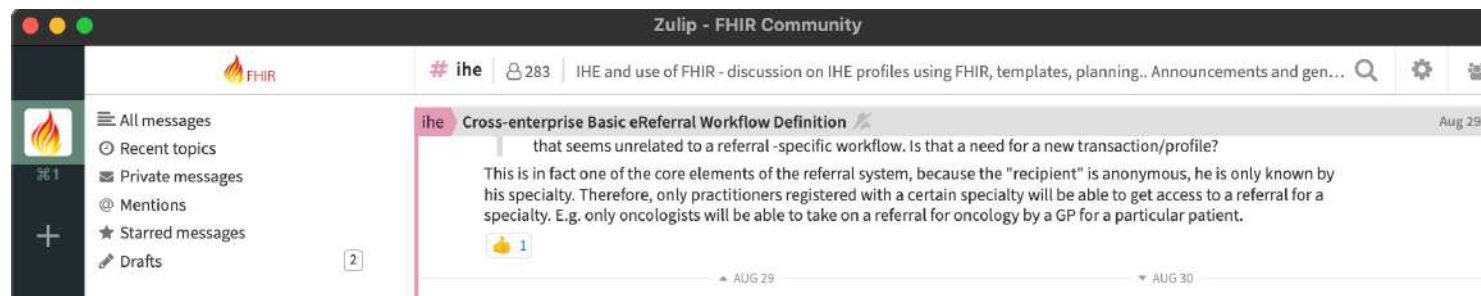 Zulip - FHIR Community
FHIR
# ihe 283 IHE and use of FHIR - discussion on IHE profiles using FHIR, templates, planning.. Announcements and gen...
⌘1
All messages
Recent topics
Private messages
@ Mentions
Starred messages
Drafts 2
ihe Cross-enterprise Basic eReferral Workflow Definition Aug 29
that seems unrelated to a referral -specific workflow. Is that a need for a new transaction/profile?
This is in fact one of the core elements of the referral system, because the "recipient" is anonymous, he is only known by
his specialty. Therefore, only practitioners registered with a certain specialty will be able to get access to a referral for a
specialty. E.g. only oncologists will be able to take on a referral for oncology by a GP for a particular patient.
👍 1
AUG 29 AUG 30